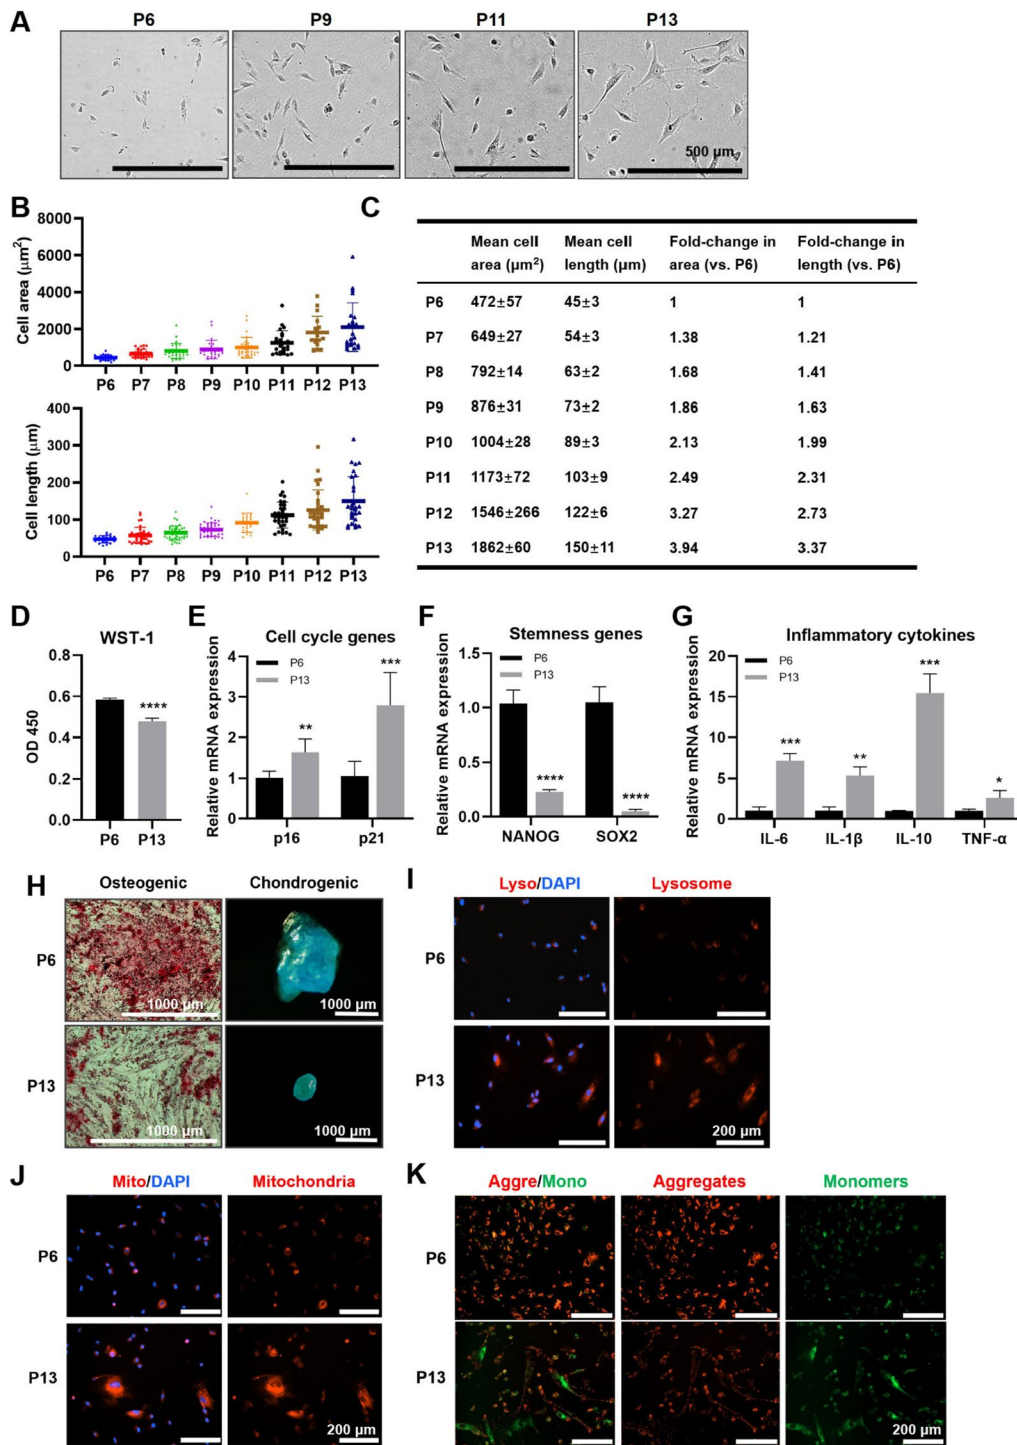 A
P6 P9 P11 P13
500 µm
B
Cell area (µm²)
8000
6000
4000
2000
0
P6 P7 P8 P9 P10 P11 P12 P13
Cell length (µm)
400
300
200
100
0
P6 P7 P8 P9 P10 P11 P12 P13
C
Mean cell area (µm²) Mean cell length (µm) Fold-change in area (vs. P6) Fold-change in length (vs. P6)
P6 472±57 45±3 1 1
P7 649±27 54±3 1.38 1.21
P8 792±14 63±2 1.68 1.41
P9 876±31 73±2 1.86 1.63
P10 1004±28 89±3 2.13 1.99
P11 1173±72 103±9 2.49 2.31
P12 1546±266 122±6 3.27 2.73
P13 1862±60 150±11 3.94 3.37
D
WST-1
OD 450
0.8
0.6
0.4
0.2
0.0
****
P6 P13
E
Cell cycle genes
Relative mRNA expression
4
3
2
1
0
P6
P13
** ***
p16 p21
F
Stemness genes
Relative mRNA expression
1.5
1.0
0.5
0.0
P6
P13
**** ****
NANOG SOX2
G
Inflammatory cytokines
Relative mRNA expression
20
15
10
5
0
P6
P13
*** ** *** *
IL-6 IL-1β IL-10 TNF-α
H
Osteogenic Chondrogenic
P6
1000 µm 1000 µm
P13
1000 µm 1000 µm
I
Lyso/DAPI Lysosome
P6
P13
200 µm
J
Mito/DAPI Mitochondria
P6
P13
200 µm
K
Aggre/Mono Aggregates Monomers
P6
P13
200 µm